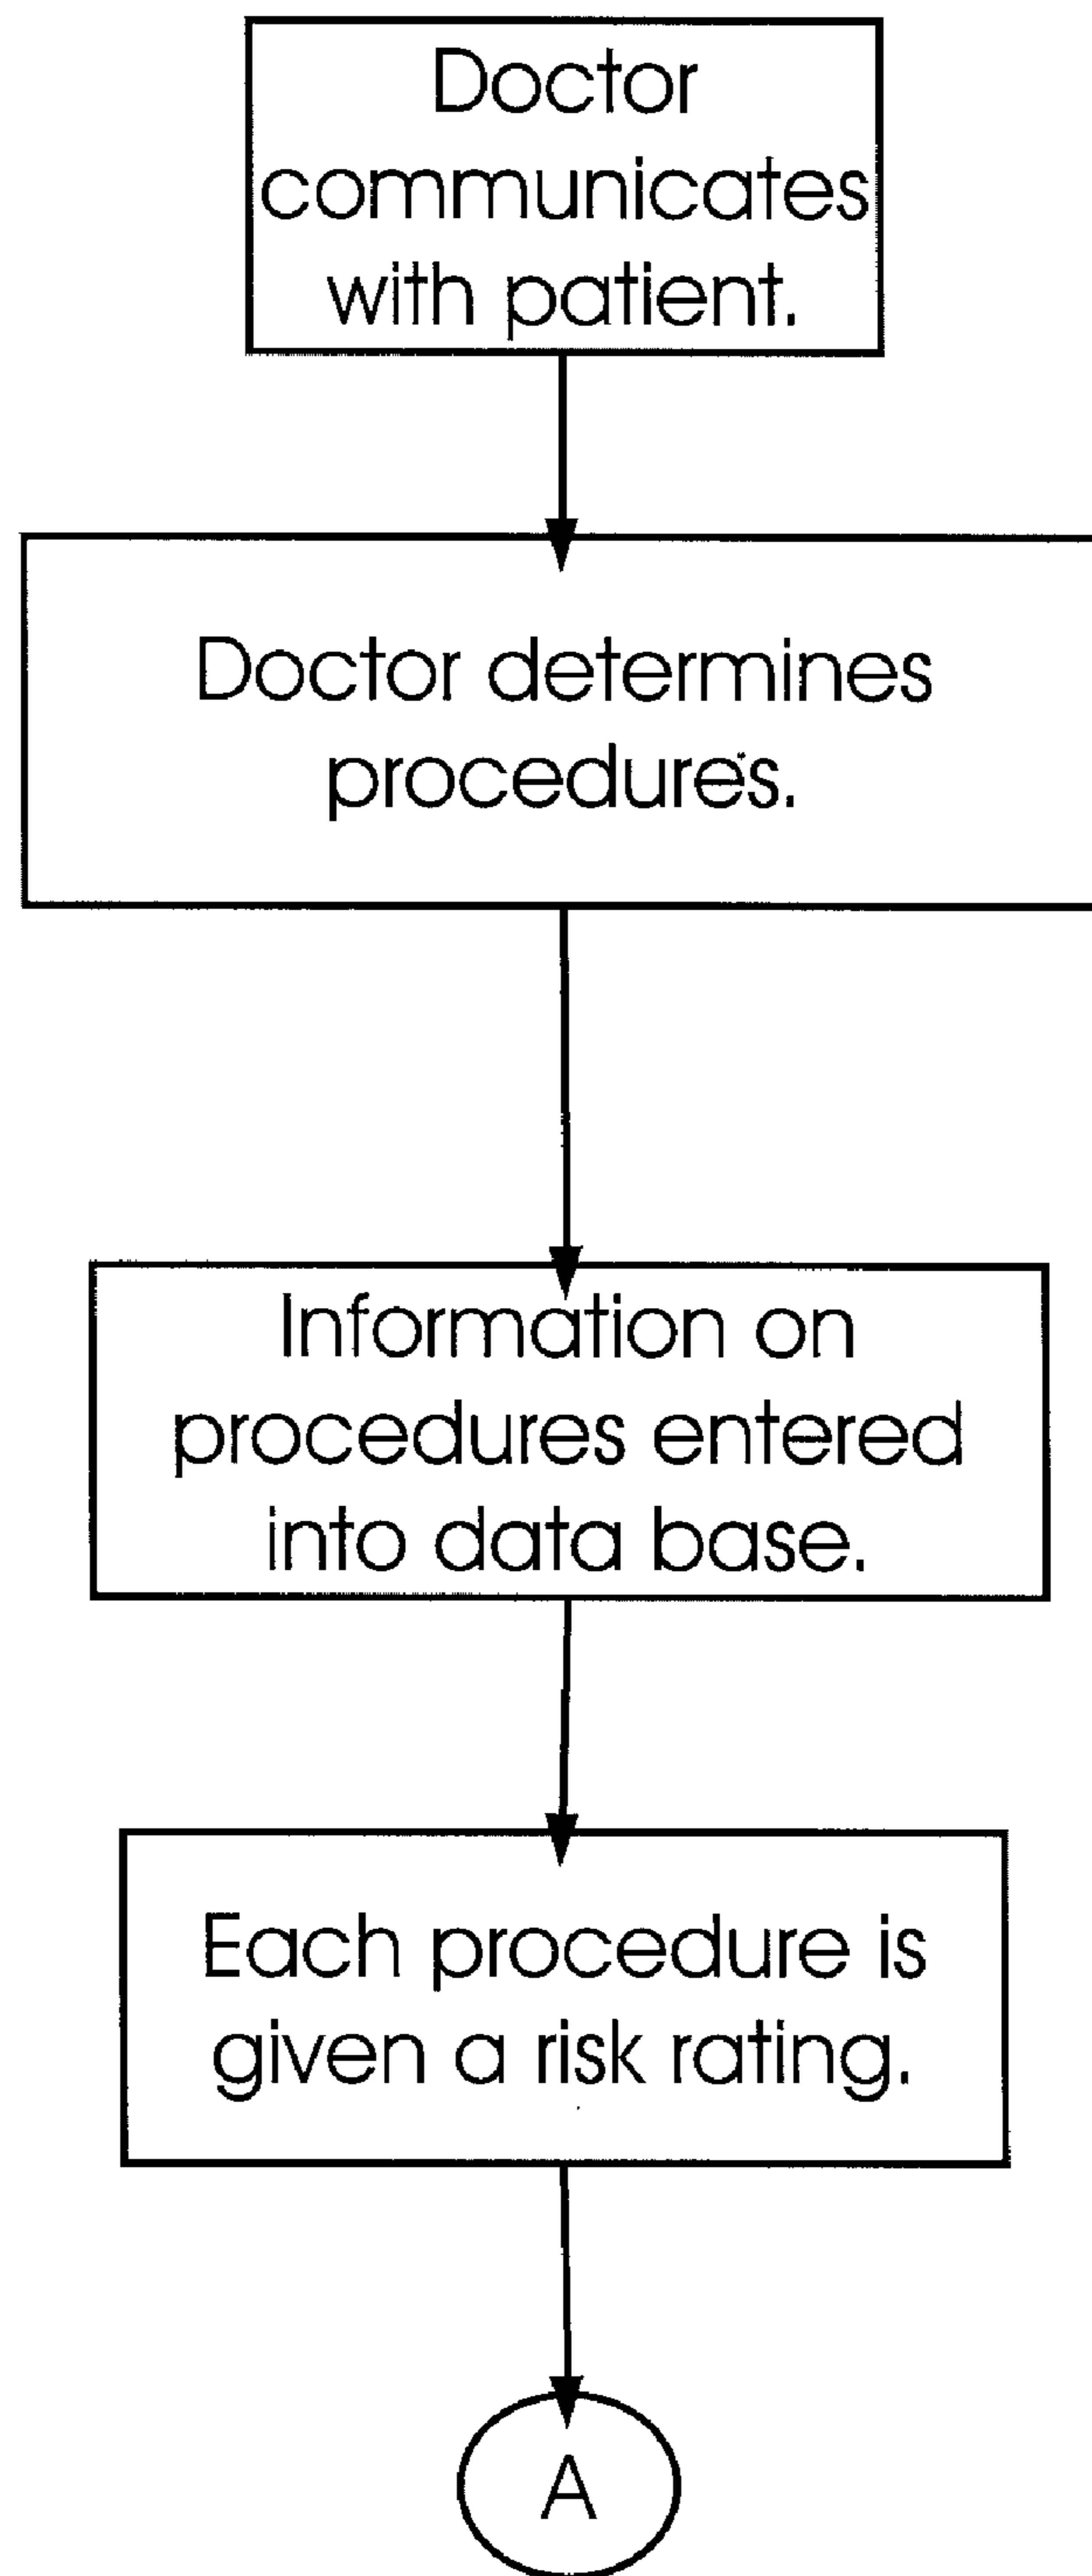 Doctor
communicates
with patient.
Doctor determines
procedures.
Information on
procedures entered
into data base.
Each procedure is
given a risk rating.
A